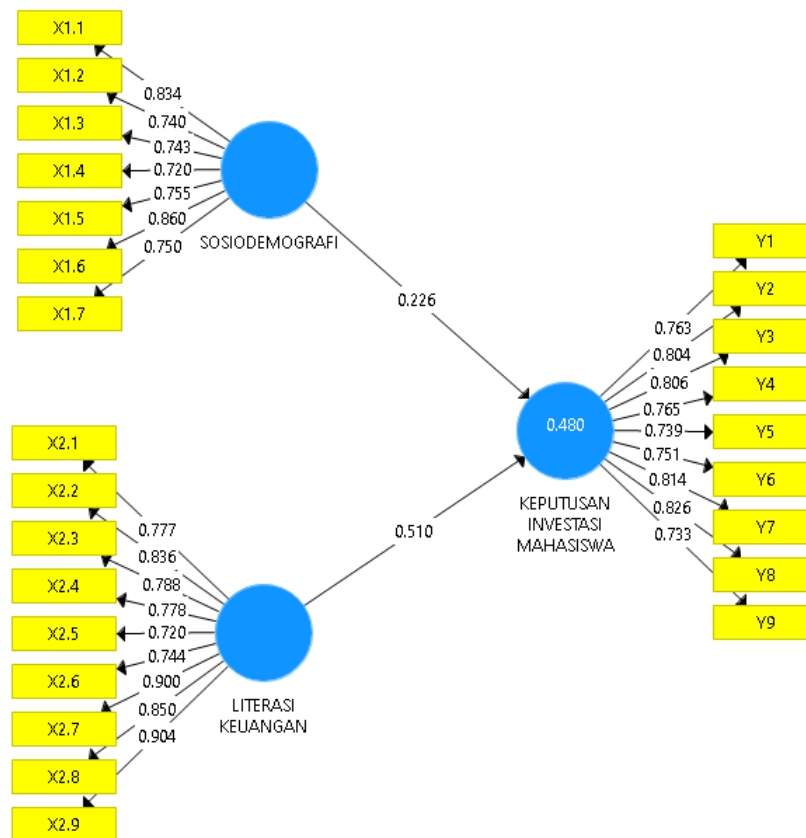 X1.1
X1.2
X1.3
X1.4
X1.5
X1.6
X1.7
0.834
0.740
0.743
0.720
0.755
0.860
0.750
SOSIODEMOGRAFI
0.226
X2.1
X2.2
X2.3
X2.4
X2.5
X2.6
X2.7
X2.8
X2.9
0.777
0.836
0.788
0.778
0.720
0.744
0.900
0.850
0.904
LITERASI
KEUANGAN
0.510
0.480
KEPUTUSAN
INVESTASI
MAHASISWA
0.763
0.804
0.806
0.765
0.739
0.751
0.814
0.826
0.733
Y1
Y2
Y3
Y4
Y5
Y6
Y7
Y8
Y9